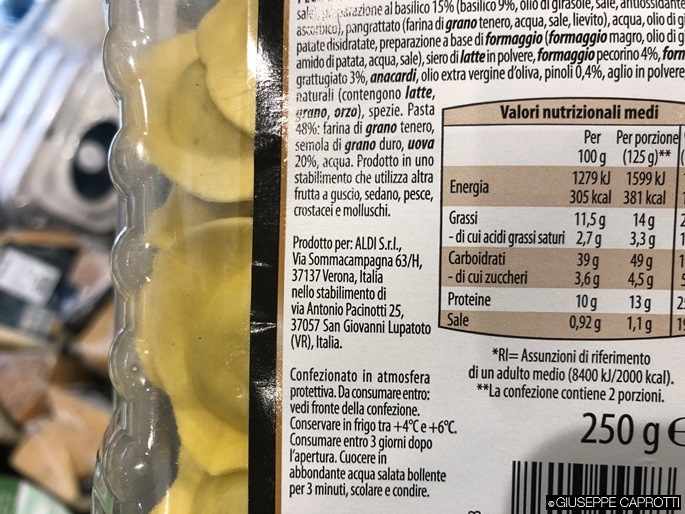 sale), preparazione al basilico 15% (basilico 9%, olio di girasole, sale, antiossidante
ascorbico), pangrattato (farina di grano tenero, acqua, sale, lievito), acqua, olio di gi
patate disidratate, preparazione a base di formaggio (formaggio magro, olio di g
amido di patata, acqua, sale), siero di latte in polvere, formaggio pecorino 4%, form
grattugiato 3%, anacardi, olio extra vergine d'oliva, pinoli 0,4%, aglio in polvere
naturali (contengono latte,
grano, orzo), spezie. Pasta
48%: farina di grano tenero,
semola di grano duro, uova
20%, acqua. Prodotto in uno
stabilimento che utilizza altra
frutta a guscio, sedano, pesce,
crostacei e molluschi.
Prodotto per: ALDI S.r.l.,
Via Sommacampagna 63/H,
37137 Verona, Italia
nello stabilimento di
via Antonio Pacinotti 25,
37057 San Giovanni Lupatoto
(VR), Italia.
Confezionato in atmosfera
protettiva. Da consumare entro:
vedi fronte della confezione.
Conservare in frigo tra +4°C e +6°C.
Consumare entro 3 giorni dopo
l'apertura. Cuocere in
abbondante acqua salata bollente
per 3 minuti, scolare e condire.
Valori nutrizionali medi
Per 100 g Per porzione (125 g)**
Energia 1279 kJ 1599 kJ
305 kcal 381 kcal
Grassi 11,5 g 14 g
- di cui acidi grassi saturi 2,7 g 3,3 g
Carboidrati 39 g 49 g
- di cui zuccheri 3,6 g 4,5 g
Proteine 10 g 13 g
Sale 0,92 g 1,1 g
*RI= Assunzioni di riferimento
di un adulto medio (8400 kJ/2000 kcal).
**La confezione contiene 2 porzioni.
250 g e
©GIUSEPPE CAPROTTI